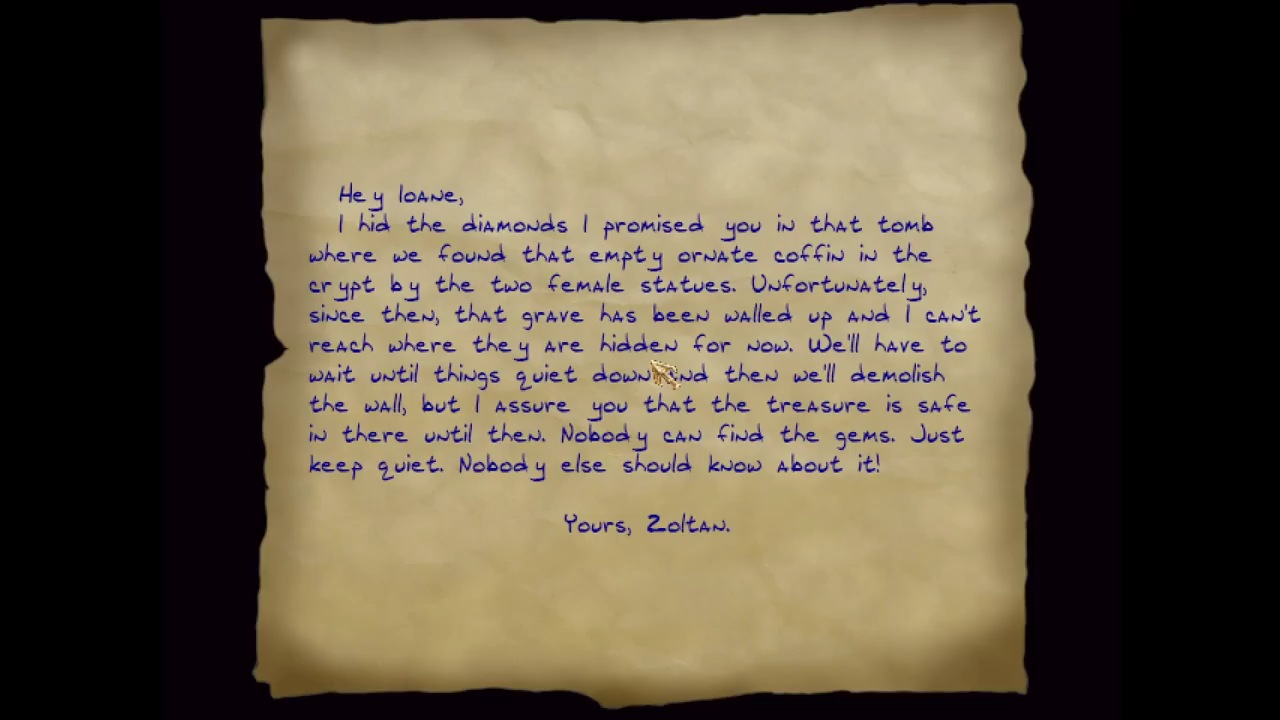 Hey Ioane,
I hid the diamonds I promised you in that tomb
where we found that empty ornate coffin in the
crypt by the two female statues. Unfortunately,
since then, that grave has been walled up and I can't
reach where they are hidden for now. We'll have to
wait until things quiet down and then we'll demolish
the wall, but I assure you that the treasure is safe
in there until then. Nobody can find the gems. Just
keep quiet. Nobody else should know about it!
Yours, Zoltan.